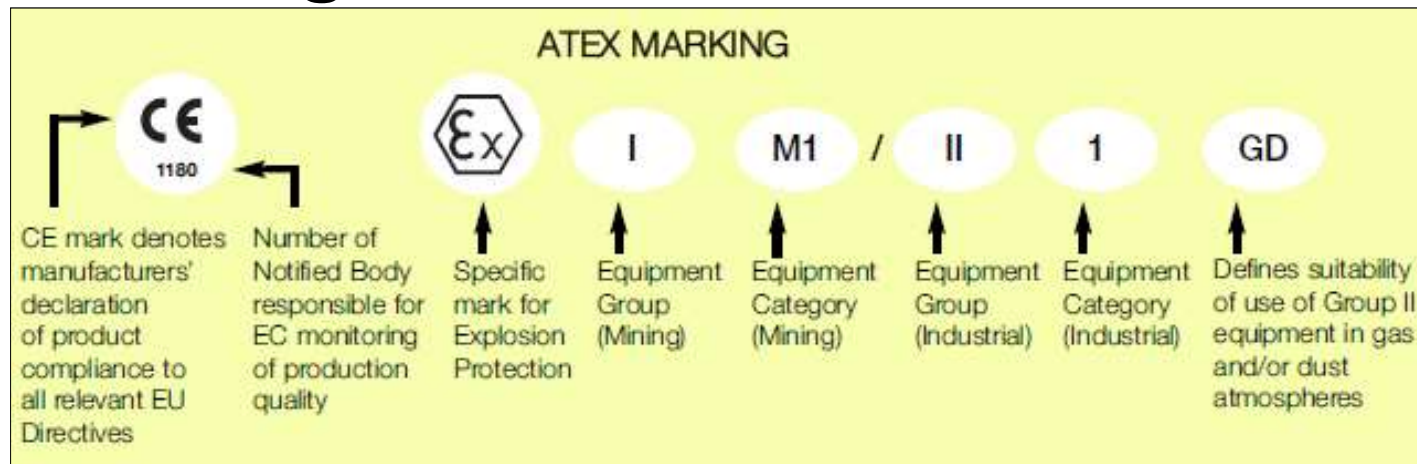 ATEX MARKING
CE
1180
Ex
I
M1
/
II
1
GD
CE mark denotes
manufacturers'
declaration
of product
compliance to
all relevant EU
Directives
Number of
Notified Body
responsible for
EC monitoring
of production
quality
Specific
mark for
Explosion
Protection
Equipment
Group
(Mining)
Equipment
Category
(Mining)
Equipment
Group
(Industrial)
Equipment
Category
(Industrial)
Defines suitability
of use of Group II
equipment in gas
and/or dust
atmospheres